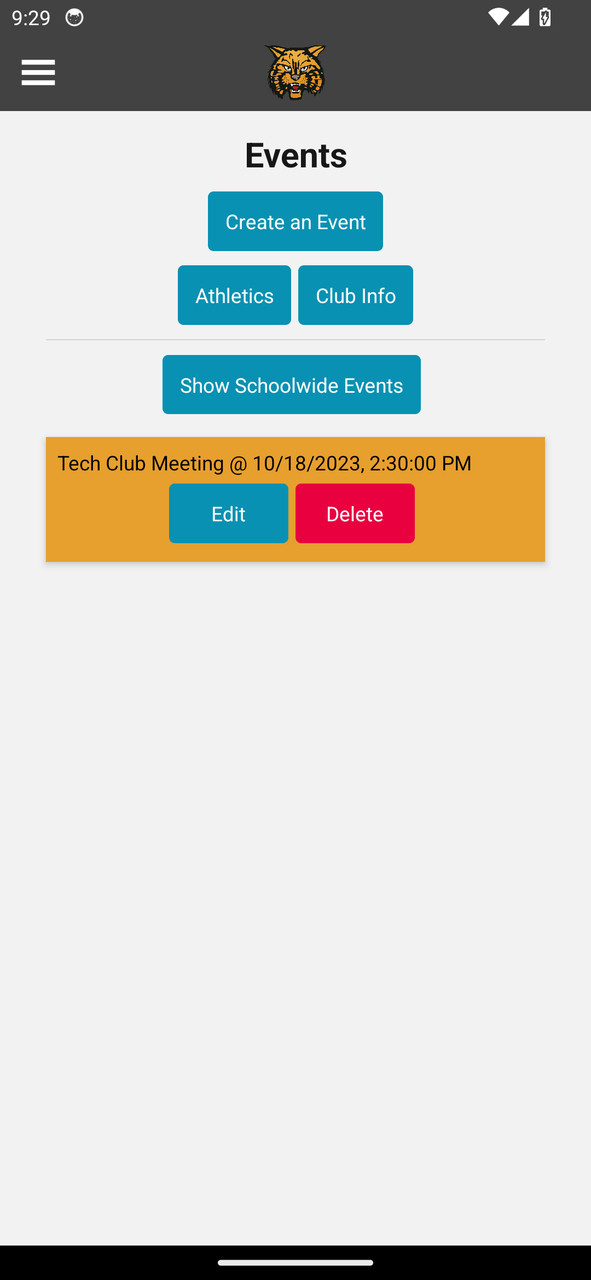 9:29
Events
Create an Event
Athletics Club Info
Show Schoolwide Events
Tech Club Meeting @ 10/18/2023, 2:30:00 PM
Edit Delete